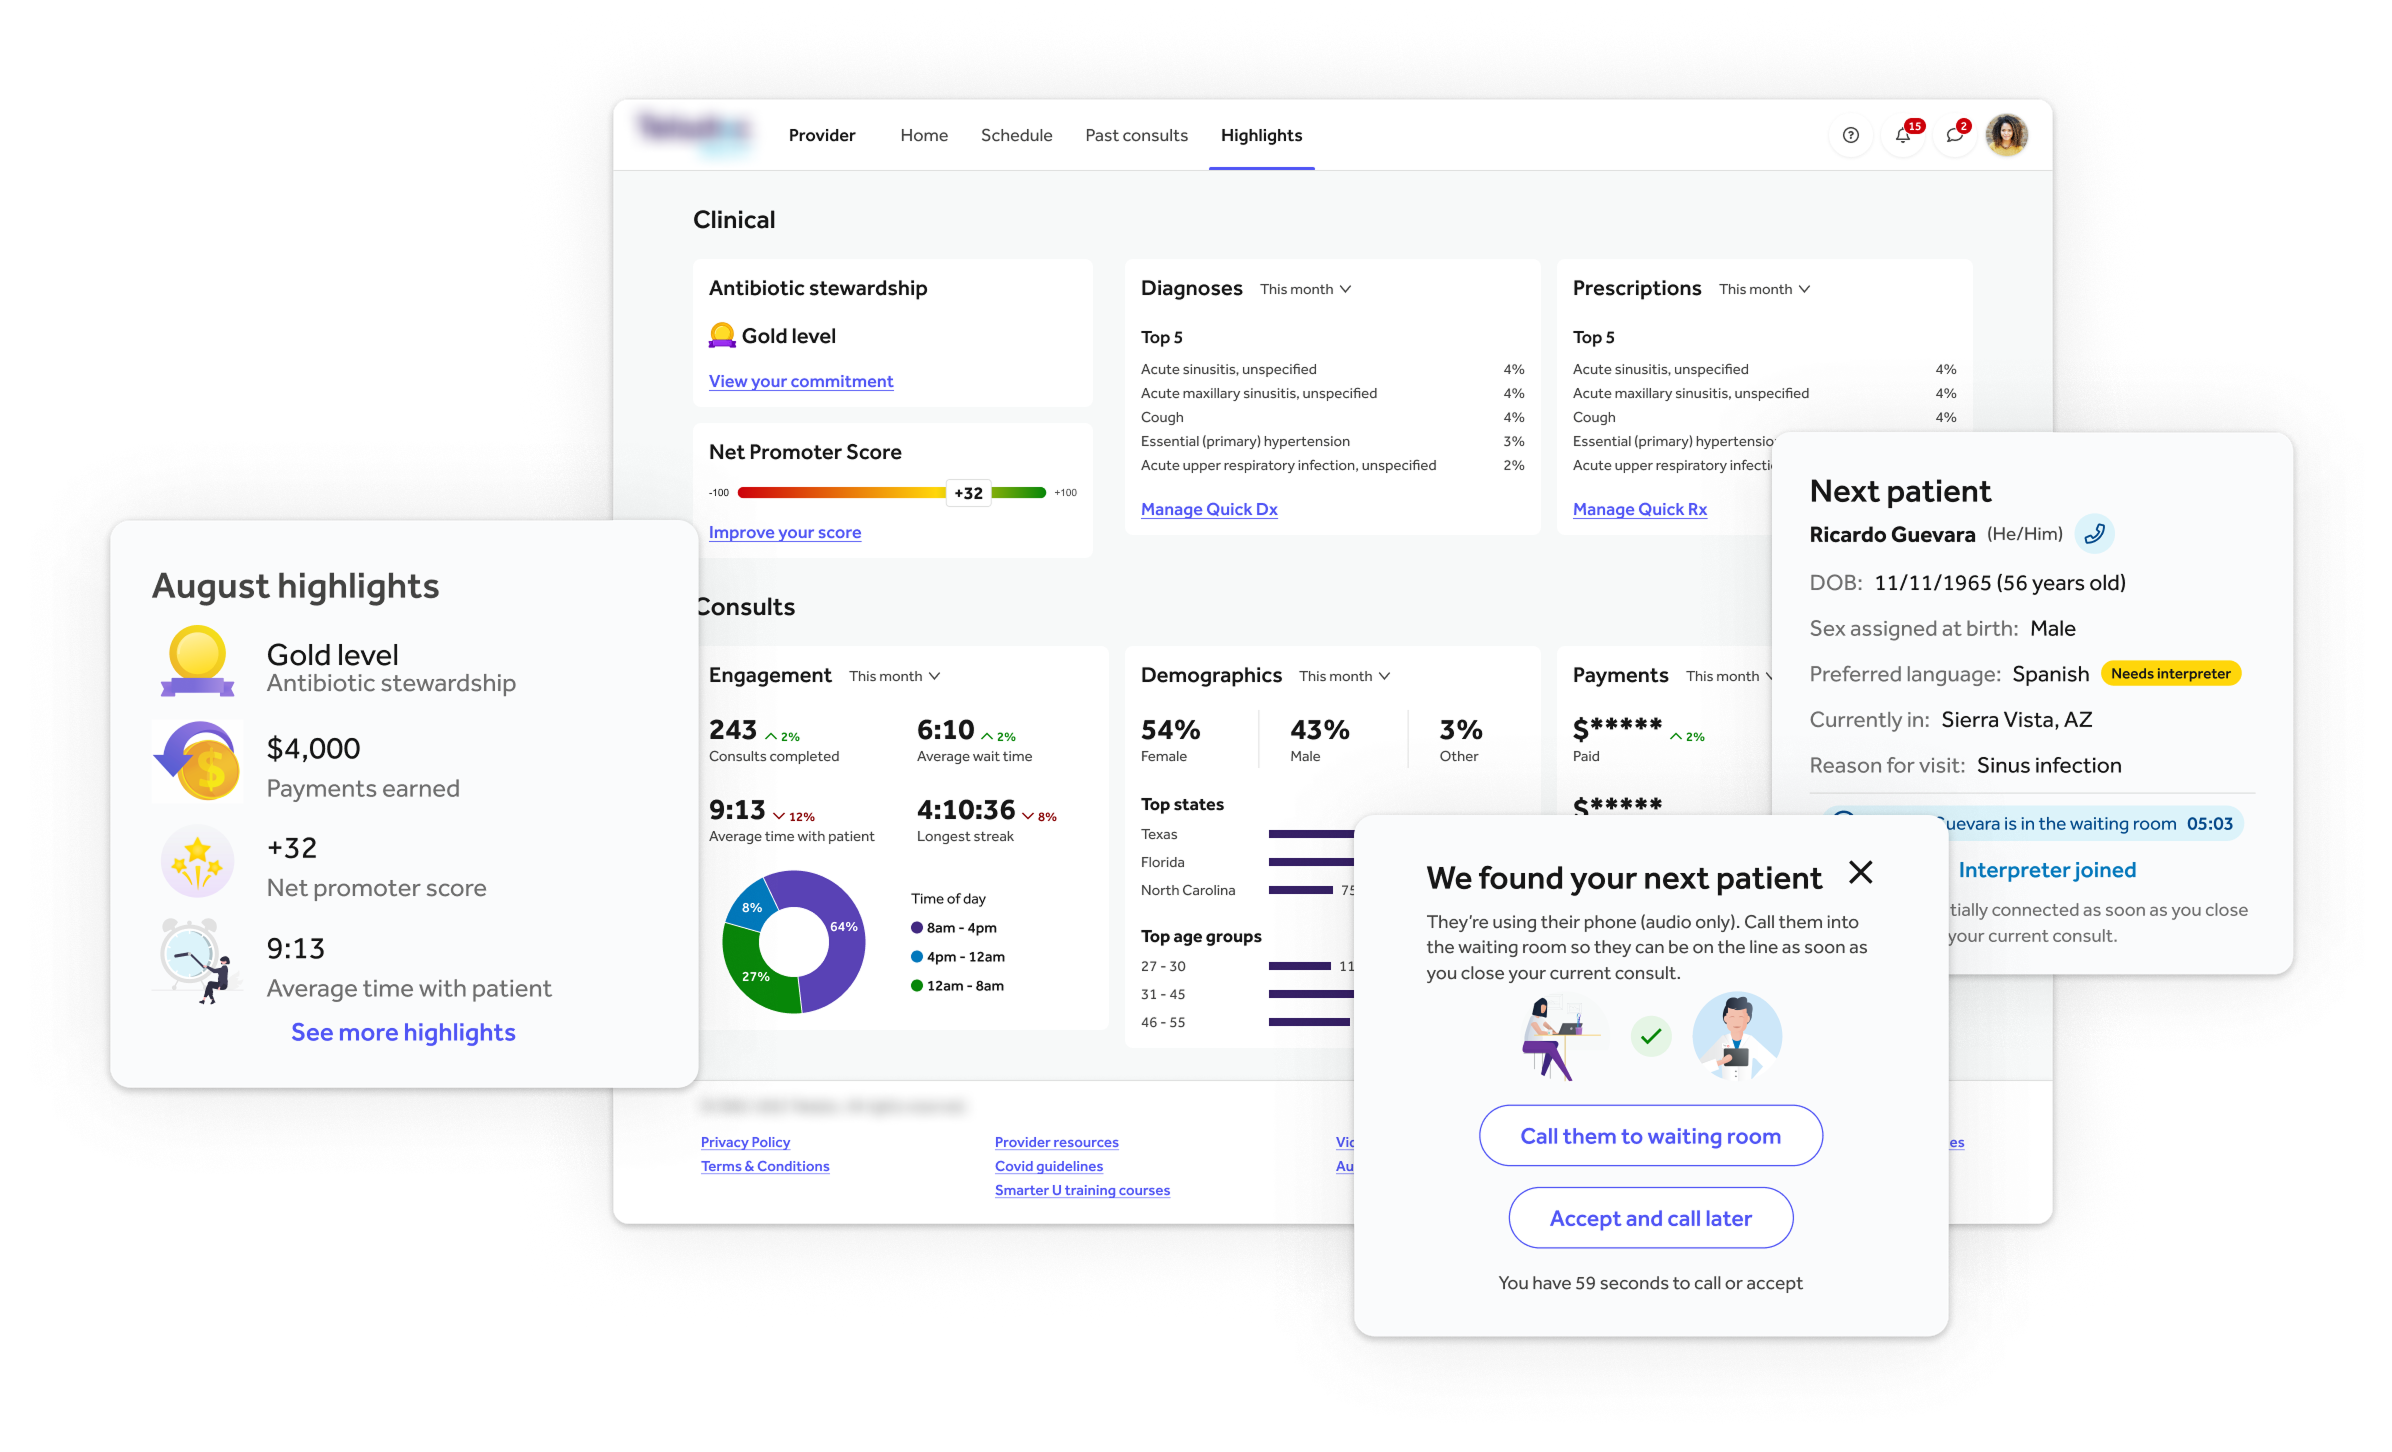 Provider
Home
Schedule
Past consults
Highlights
15
2
Clinical
Antibiotic stewardship
Gold level
View your commitment
Net Promoter Score
-100
+32
+100
Improve your score
Diagnoses This month
Top 5
Acute sinusitis, unspecified 4%
Acute maxillary sinusitis, unspecified 4%
Cough 4%
Essential (primary) hypertension 3%
Acute upper respiratory infection, unspecified 2%
Manage Quick Dx
Prescriptions This month
Top 5
Acute sinusitis, unspecified 4%
Acute maxillary sinusitis, unspecified 4%
Cough 4%
Essential (primary) hypertensio
Acute upper respiratory infecti
Manage Quick Rx
Consults
Engagement This month
243 2%
Consults completed
6:10 2%
Average wait time
9:13 12%
Average time with patient
4:10:36 8%
Longest streak
8%
64%
27%
Time of day
8am - 4pm
4pm - 12am
12am - 8am
Demographics This month
54%
Female
43%
Male
3%
Other
Top states
Texas
Florida
North Carolina 75
Top age groups
27 - 30 11
31 - 45
46 - 55
Payments This month
$***** 2%
Paid
$*****
Privacy Policy
Terms & Conditions
Provider resources
Covid guidelines
Smarter U training courses
Vic
Au
es
August highlights
Gold level
Antibiotic stewardship
$4,000
Payments earned
+32
Net promoter score
9:13
Average time with patient
See more highlights
Next patient
Ricardo Guevara (He/Him)
DOB: 11/11/1965 (56 years old)
Sex assigned at birth: Male
Preferred language: Spanish Needs interpreter
Currently in: Sierra Vista, AZ
Reason for visit: Sinus infection
uevara is in the waiting room 05:03
Interpreter joined
tially connected as soon as you close
your current consult.
We found your next patient
They're using their phone (audio only). Call them into
the waiting room so they can be on the line as soon as
you close your current consult.
Call them to waiting room
Accept and call later
You have 59 seconds to call or accept